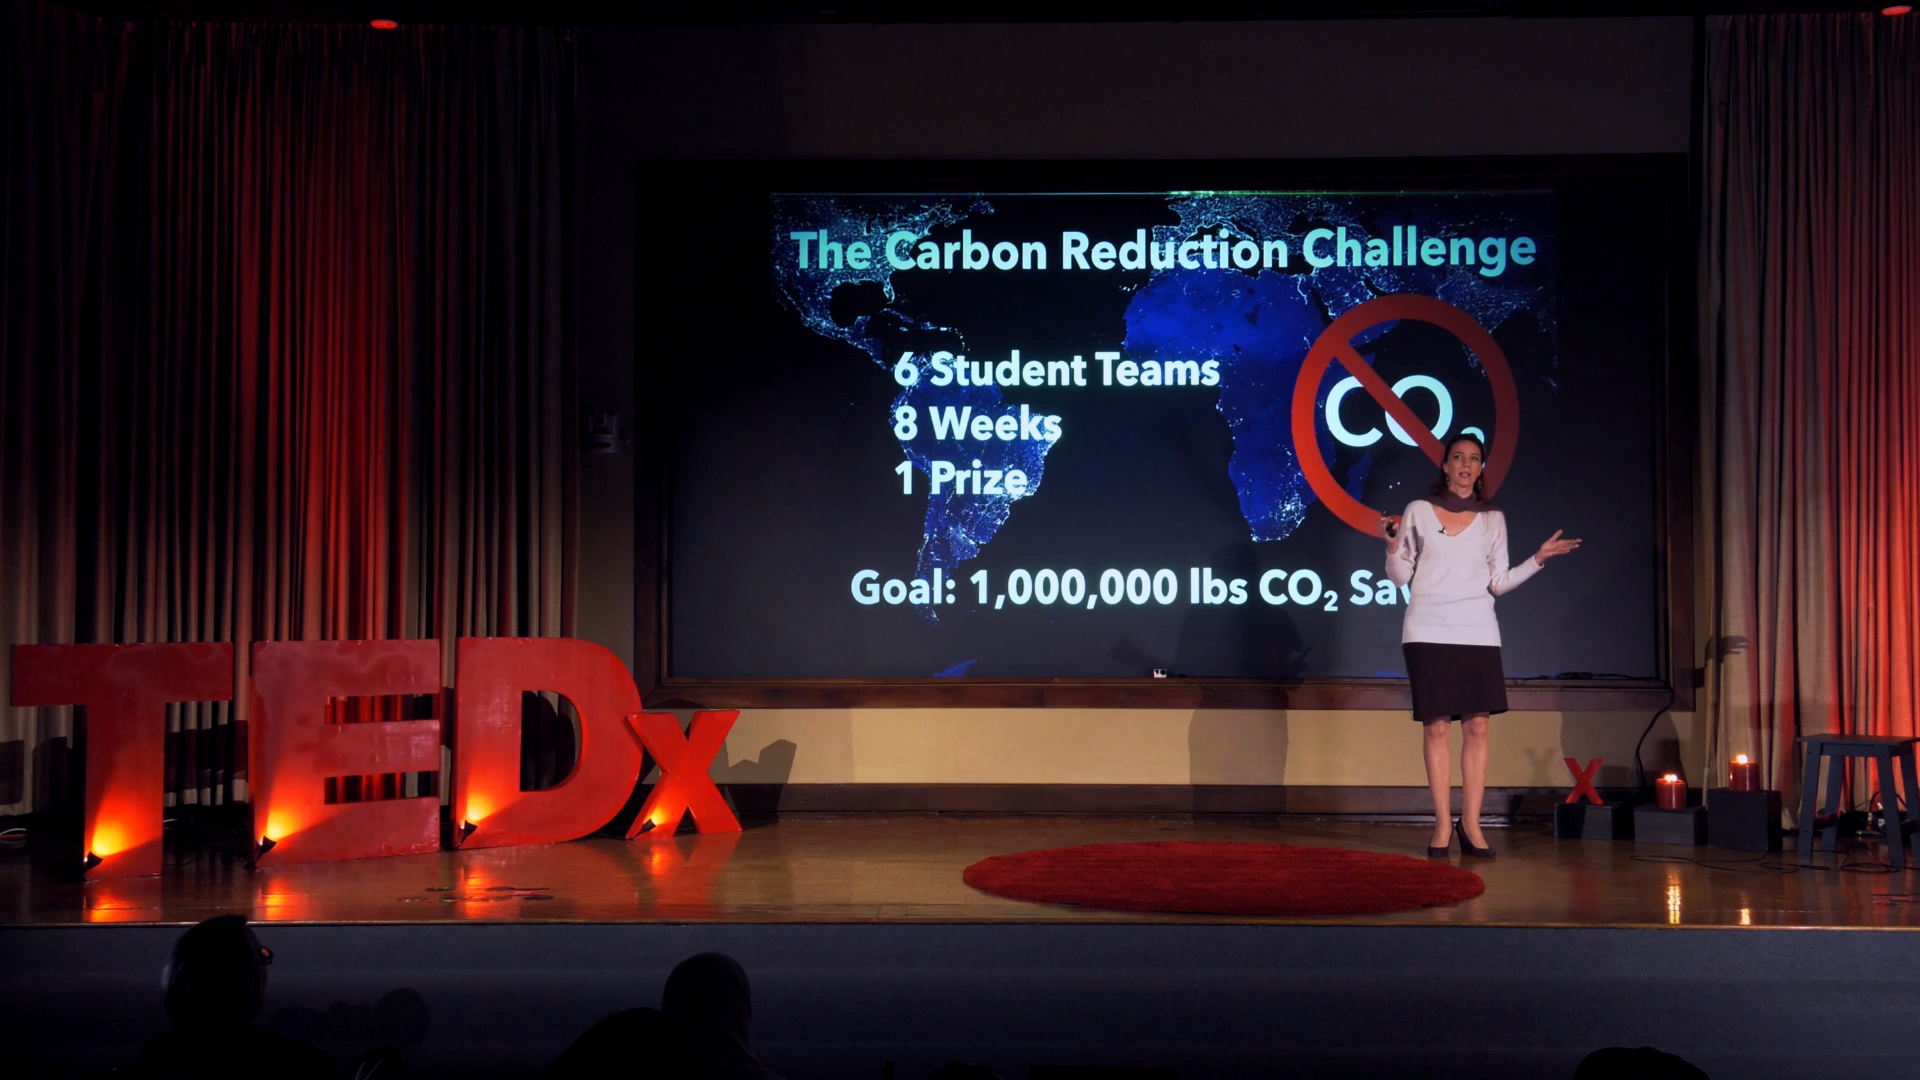 The Carbon Reduction Challenge
6 Student Teams
8 Weeks
1 Prize
CO₂
Goal: 1,000,000 lbs CO₂
TEDx
x